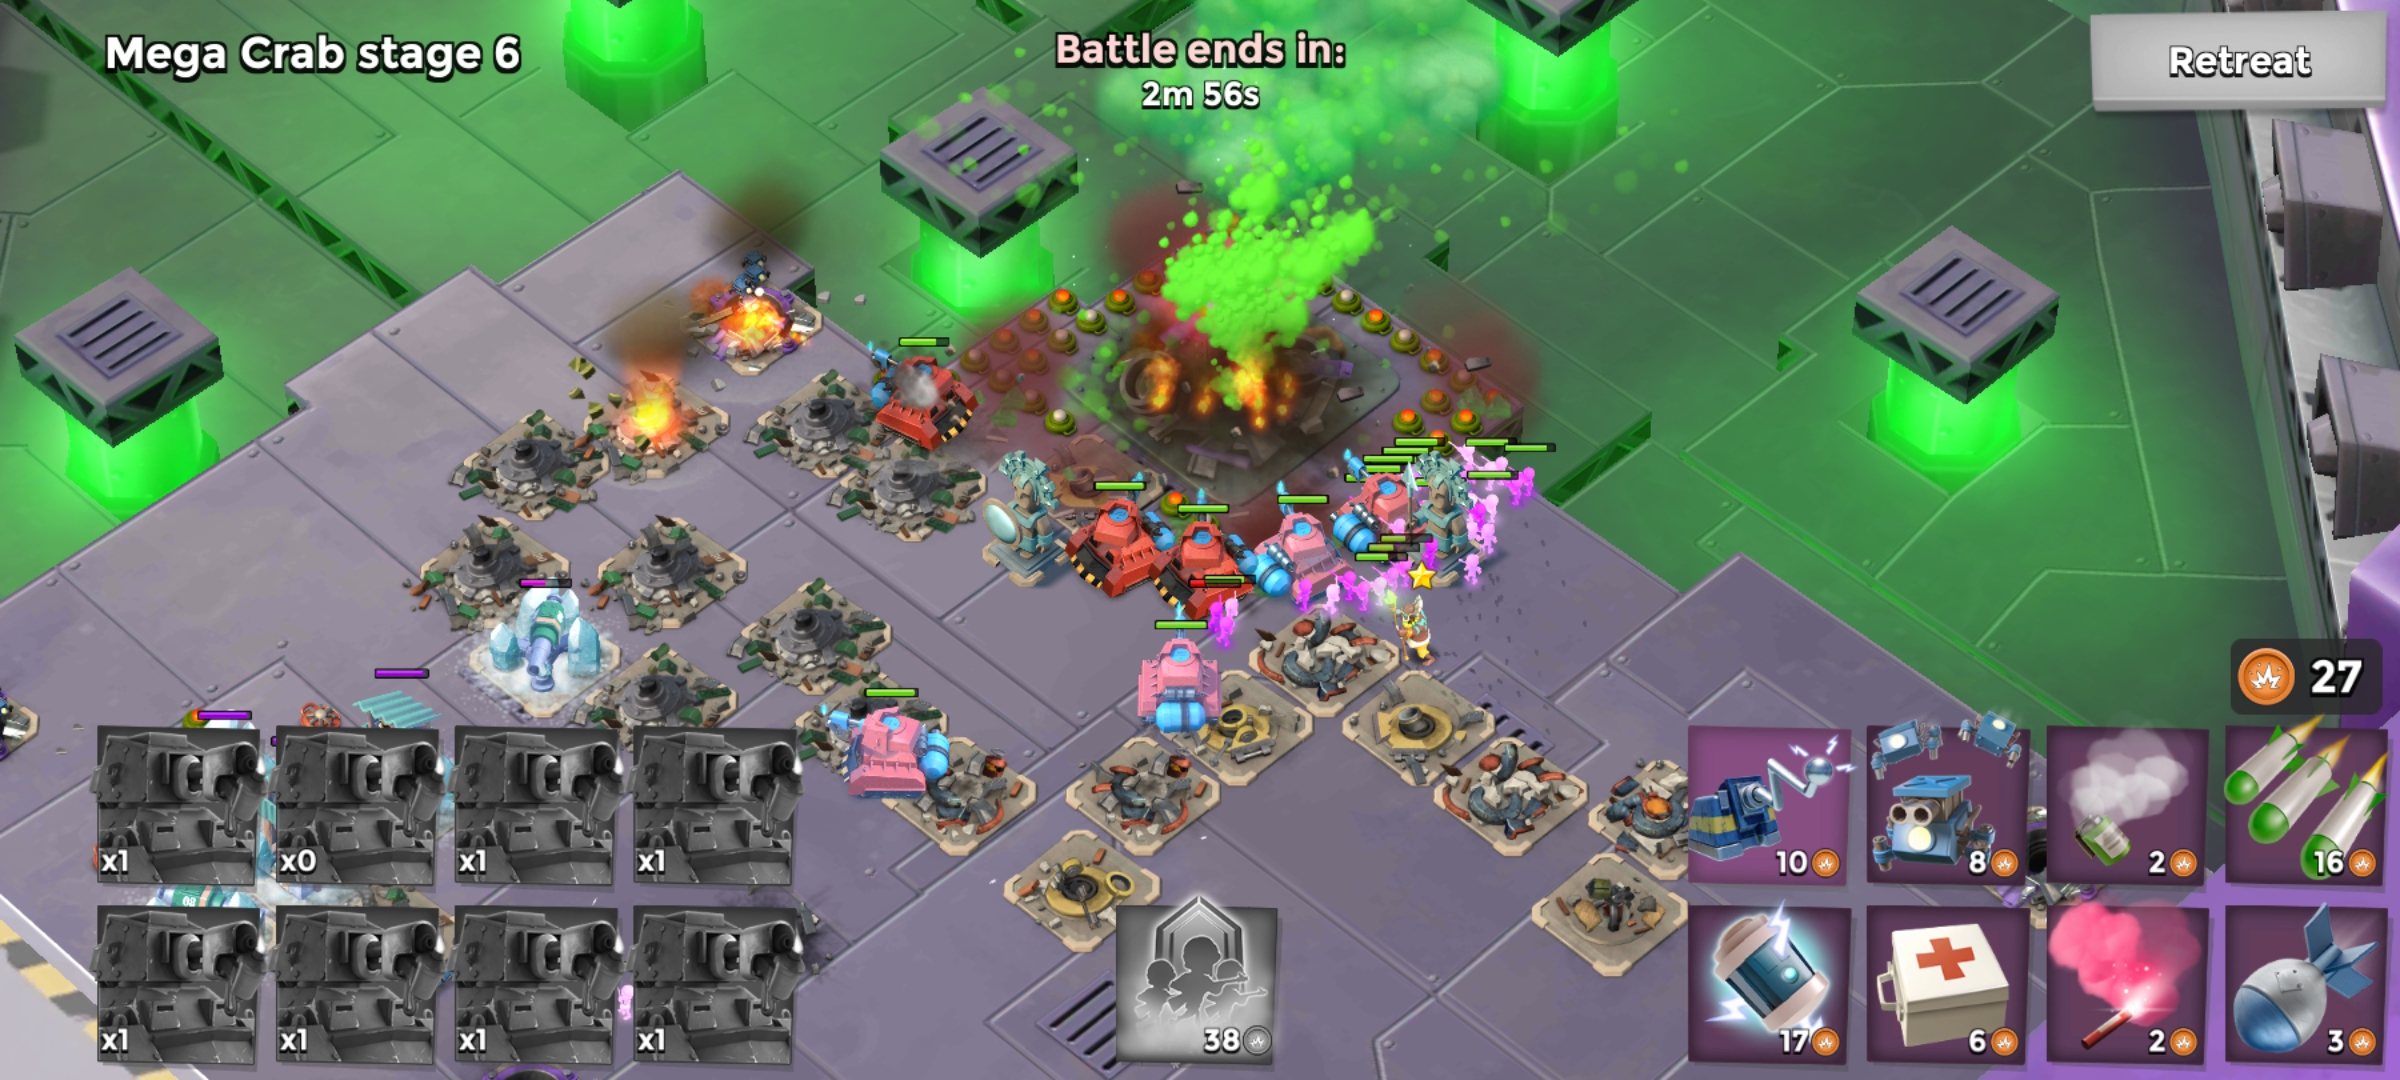 Mega Crab stage 6
Battle ends in:
2m 56s
Retreat
27
x1
x0
x1
x1
10
8
2
16
x1
x1
x1
x1
38
17
6
2
3